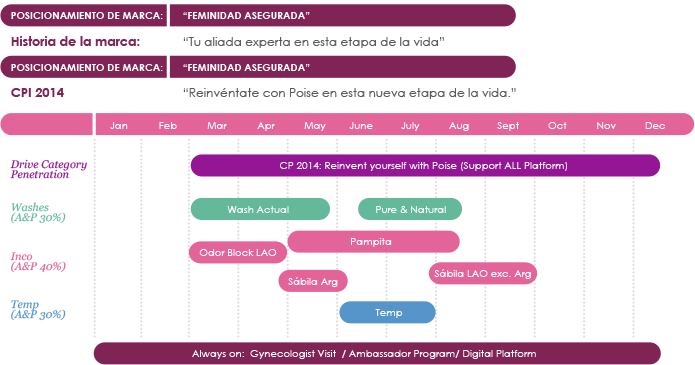 POSICIONAMIENTO DE MARCA: “FEMINIDAD ASEGURADA”
Historia de la marca: “Tu aliada experta en esta etapa de la vida”
POSICIONAMIENTO DE MARCA: “FEMINIDAD ASEGURADA”
CPI 2014 “Reinvéntate con Poise en esta nueva etapa de la vida.”
Jan Feb Mar Apr May June July Aug Sept Oct Nov Dec
Drive Category
Penetration
CP 2014: Reinvent yourself with Poise (Support ALL Platform)
Washes
(A&P 30%)
Wash Actual Pure & Natural
Inco
(A&P 40%)
Pampita
Odor Block LAO
Sábila Arg
Sábila LAO exc. Arg
Temp
(A&P 30%)
Temp
Always on: Gynecologist Visit / Ambassador Program/ Digital Platform